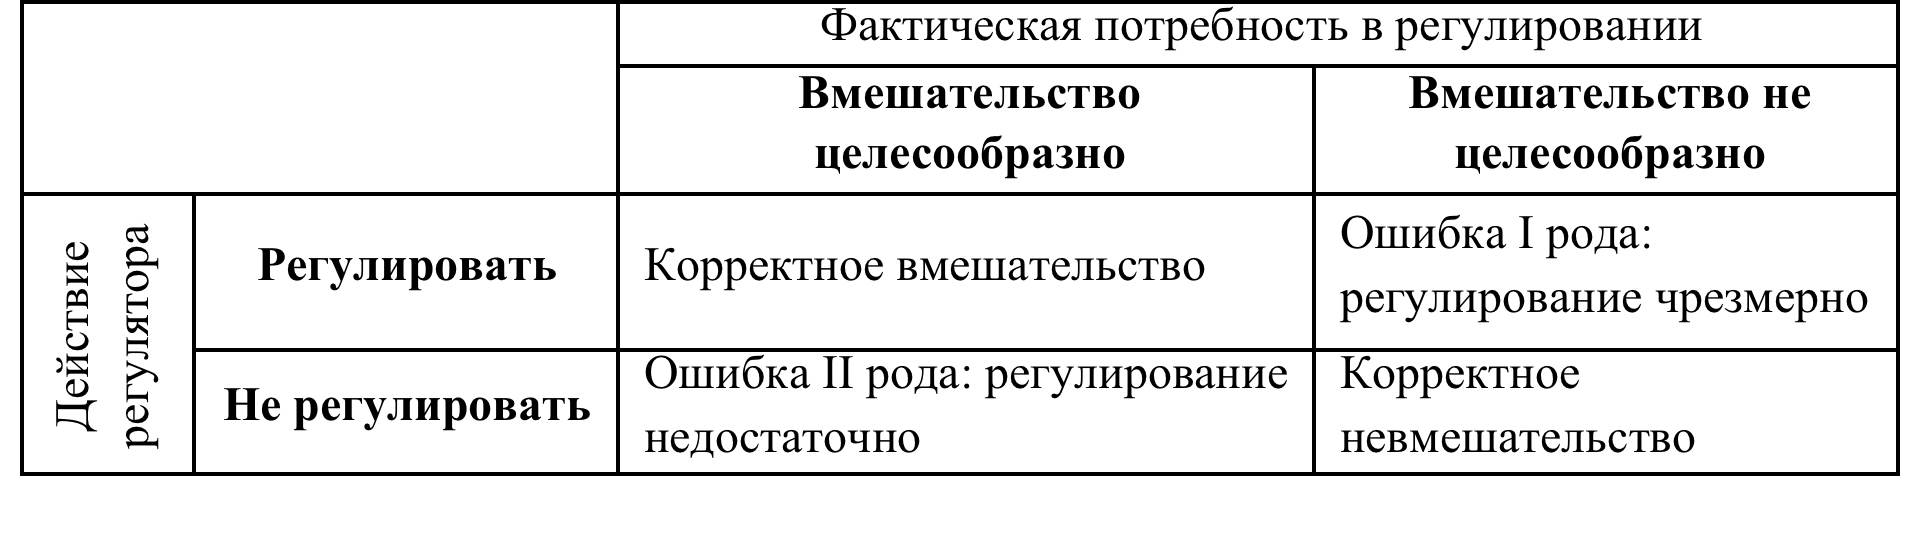 Фактическая потребность в регулировании
Вмешательство
целесообразно
Вмешательство не
целесообразно
Действие
регулятора
Регулировать
Корректное вмешательство
Ошибка I рода:
регулирование чрезмерно
Не регулировать
Ошибка II рода: регулирование
недостаточно
Корректное
невмешательство